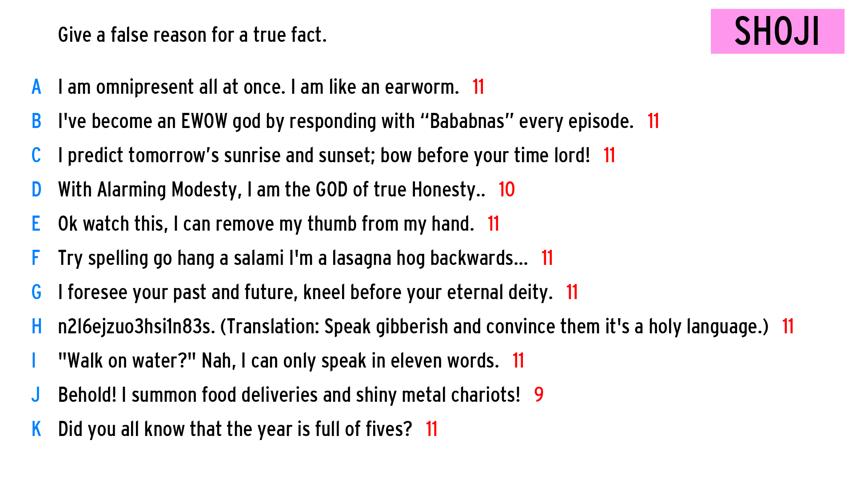 Give a false reason for a true fact.
SHOJI
A I am omnipresent all at once. I am like an earworm. 11
B I've become an EWOW god by responding with “Bababnas” every episode. 11
C I predict tomorrow’s sunrise and sunset; bow before your time lord! 11
D With Alarming Modesty, I am the GOD of true Honesty.. 10
E Ok watch this, I can remove my thumb from my hand. 11
F Try spelling go hang a salami I'm a lasagna hog backwards... 11
G I foresee your past and future, kneel before your eternal deity. 11
H n2l6ejzuo3hsi1n83s. (Translation: Speak gibberish and convince them it's a holy language.) 11
I "Walk on water?" Nah, I can only speak in eleven words. 11
J Behold! I summon food deliveries and shiny metal chariots! 9
K Did you all know that the year is full of fives? 11